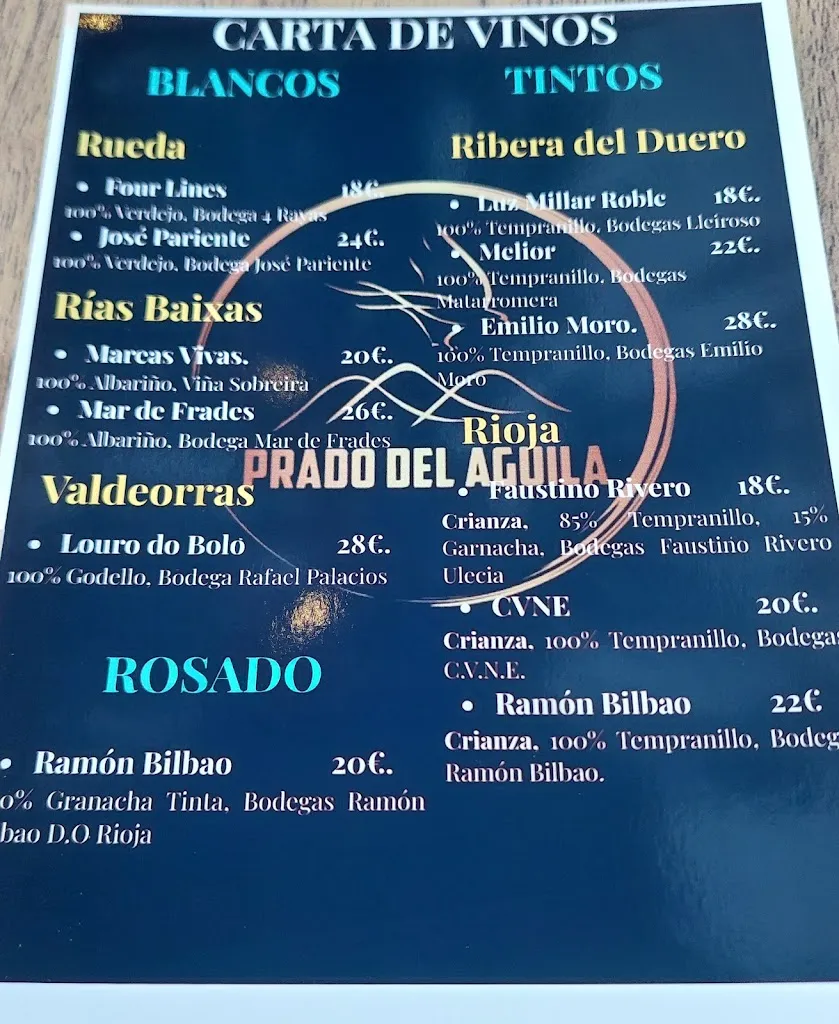 CARTA DE VINOS
BLANCOS
Rueda
• Four Lines 18€.
100% Verdejo, Bodega 4 Rayas
• José Pariente 24€.
100% Verdejo, Bodega José Pariente
Rías Baixas
• Marcas Vivas. 20€.
100% Albariño, Viña Sobreira
• Mar de Frades 26€.
100% Albariño, Bodega Mar de Frades
Valdeorras
• Louro do Bolo 28€.
100% Godello, Bodega Rafael Palacios
ROSADO
• Ramón Bilbao 20€.
0% Granacha Tinta, Bodegas Ramón
bao D.O Rioja
TINTOS
Ribera del Duero
• Luz Millar Roble 18€.
100% Tempranillo, Bodegas Lleiroso
• Melior 22€.
100% Tempranillo, Bodegas
Matarromera
• Emilio Moro. 28€.
100% Tempranillo, Bodegas Emilio
Moro
Rioja
• Faustino Rivero 18€.
Crianza, 85% Tempranillo, 15%
Garnacha, Bodegas Faustino Rivero
Ulecia
• CVNE 20€.
Crianza, 100% Tempranillo, Bodegas
C.V.N.E.
• Ramón Bilbao 22€.
Crianza, 100% Tempranillo, Bodeg
Ramón Bilbao.
PRADO DEL AGUILA